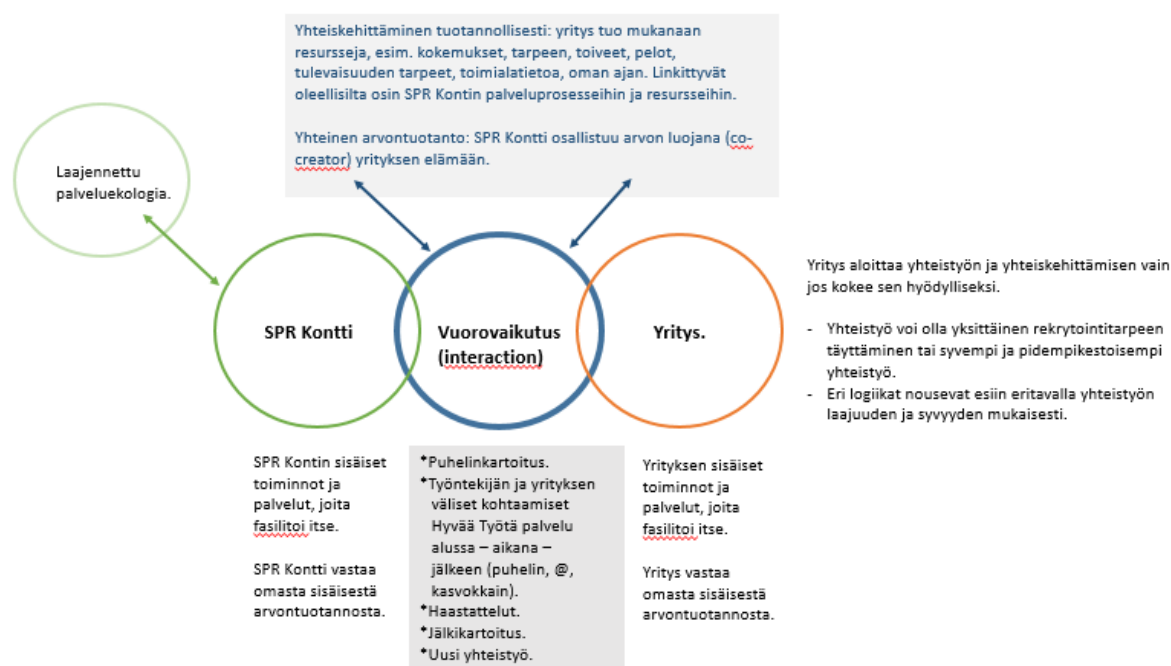 Yhteiskehittäminen tuotannollisesti: yritys tuo mukanaan
resursseja, esim. kokemukset, tarpeen, toiveet, pelot,
tulevaisuuden tarpeet, toimialatietoa, oman ajan. Linkittyvät
oleellisilta osin SPR Kontin palveluprosesseihin ja resursseihin.
Yhteinen arvontuotanto: SPR Kontti osallistuu arvon luojana (co-
creator) yrityksen elämään.
Laajennettu
palveluekologia.
SPR Kontti
Vuorovaikutus
(interaction)
Yritys.
Yritys aloittaa yhteistyön ja yhteiskehittämisen vain
jos kokee sen hyödylliseksi.
- Yhteistyö voi olla yksittäinen rekrytointitarpeen
täyttäminen tai syvempi ja pidempikestoisempi
yhteistyö.
- Eri logiikat nousevat esiin eritavalla yhteistyön
laajuuden ja syvyyden mukaisesti.
SPR Kontin sisäiset
toiminnot ja
palvelut, joita
fasilitoi itse.
SPR Kontti vastaa
omasta sisäisestä
arvontuotannosta.
*Puhelinkartoitus.
*Työntekijän ja yrityksen
väliset kohtaamiset
Hyvää Työtä palvelu
alussa – aikana –
jälkeen (puhelin, @,
kasvokkain).
*Haastattelut.
*Jälkikartoitus.
*Uusi yhteistyö.
Yrityksen sisäiset
toiminnot ja
palvelut, joita
fasilitoi itse.
Yritys vastaa
omasta sisäisestä
arvontuotannosta.